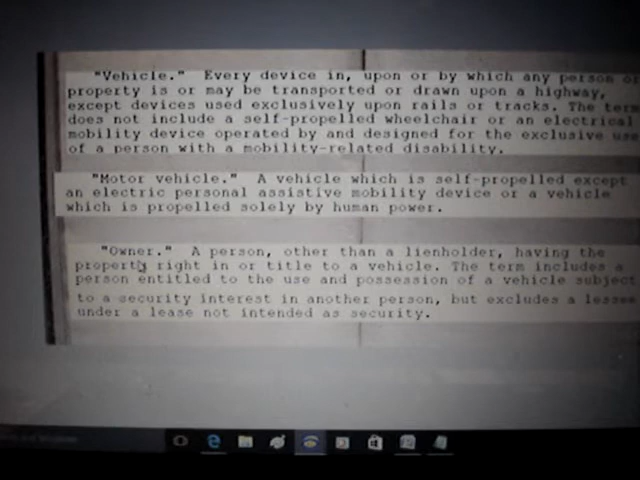 "Vehicle." Every device in, upon or by which any person or
property is or may be transported or drawn upon a highway,
except devices used exclusively upon rails or tracks. The term
does not include a self-propelled wheelchair or an electrical
mobility device operated by and designed for the exclusive use
of a person with a mobility-related disability.
"Motor vehicle." A vehicle which is self-propelled except
an electric personal assistive mobility device or a vehicle
which is propelled solely by human power.
"Owner." A person, other than a lienholder, having the
property right in or title to a vehicle. The term includes a
person entitled to the use and possession of a vehicle subject
to a security interest in another person, but excludes a lessee
under a lease not intended as security.